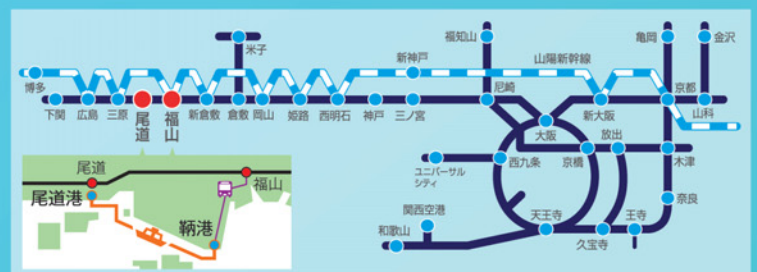 福知山
亀岡
金沢
米子
新神戸
山陽新幹線
博多
尼崎
京都
下関
広島
三原
尾道
福山
新倉敷
倉敷
岡山
姫路
西明石
神戸
三ノ宮
大阪
新大阪
山科
西九条
京橋
放出
木津
ユニバーサル
シティ
奈良
関西空港
和歌山
天王寺
久宝寺
王寺
尾道
福山
尾道港
鞆港